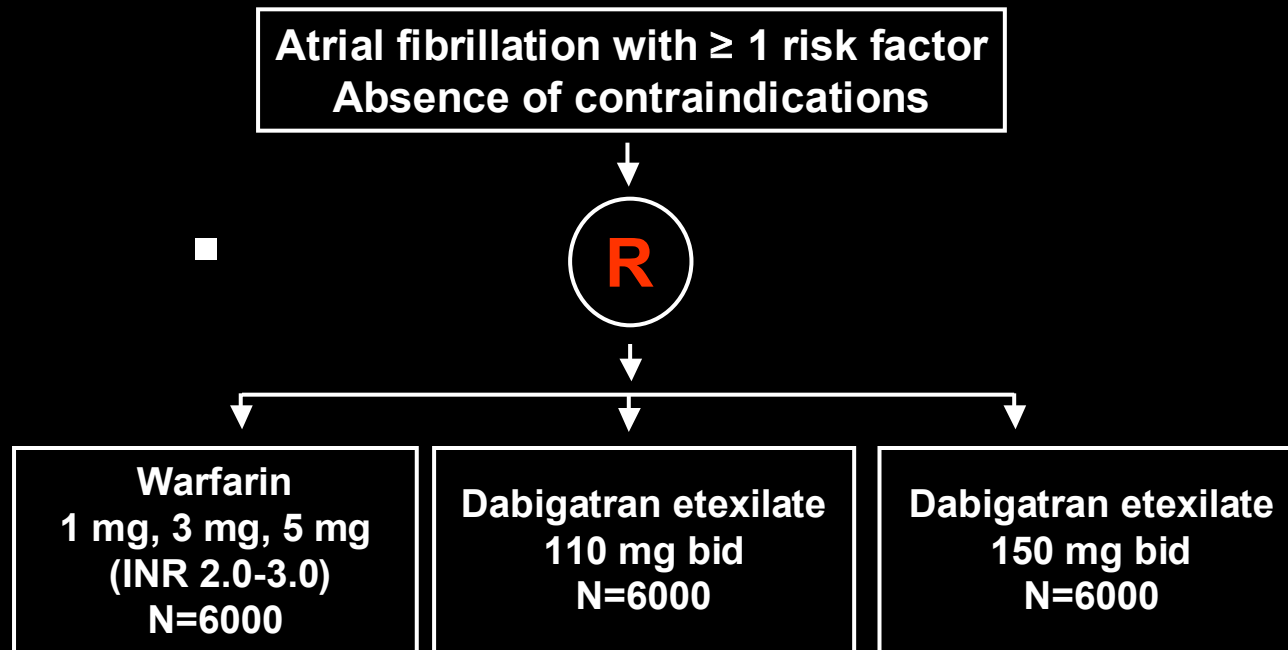 Atrial fibrillation with ≥ 1 risk factor
Absence of contraindications
R
Warfarin
1 mg, 3 mg, 5 mg
(INR 2.0-3.0)
N=6000
Dabigatran etexilate
110 mg bid
N=6000
Dabigatran etexilate
150 mg bid
N=6000